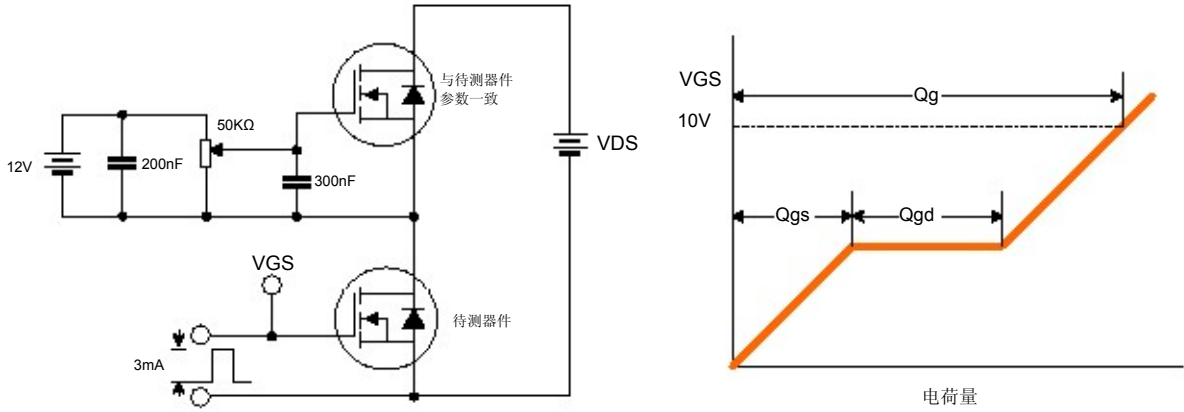 与待测器件
参数一致
50KΩ
12V
200nF
300nF
VDS
VGS
待测器件
3mA
VGS
Qg
10V
Qgs
Qgd
电荷量